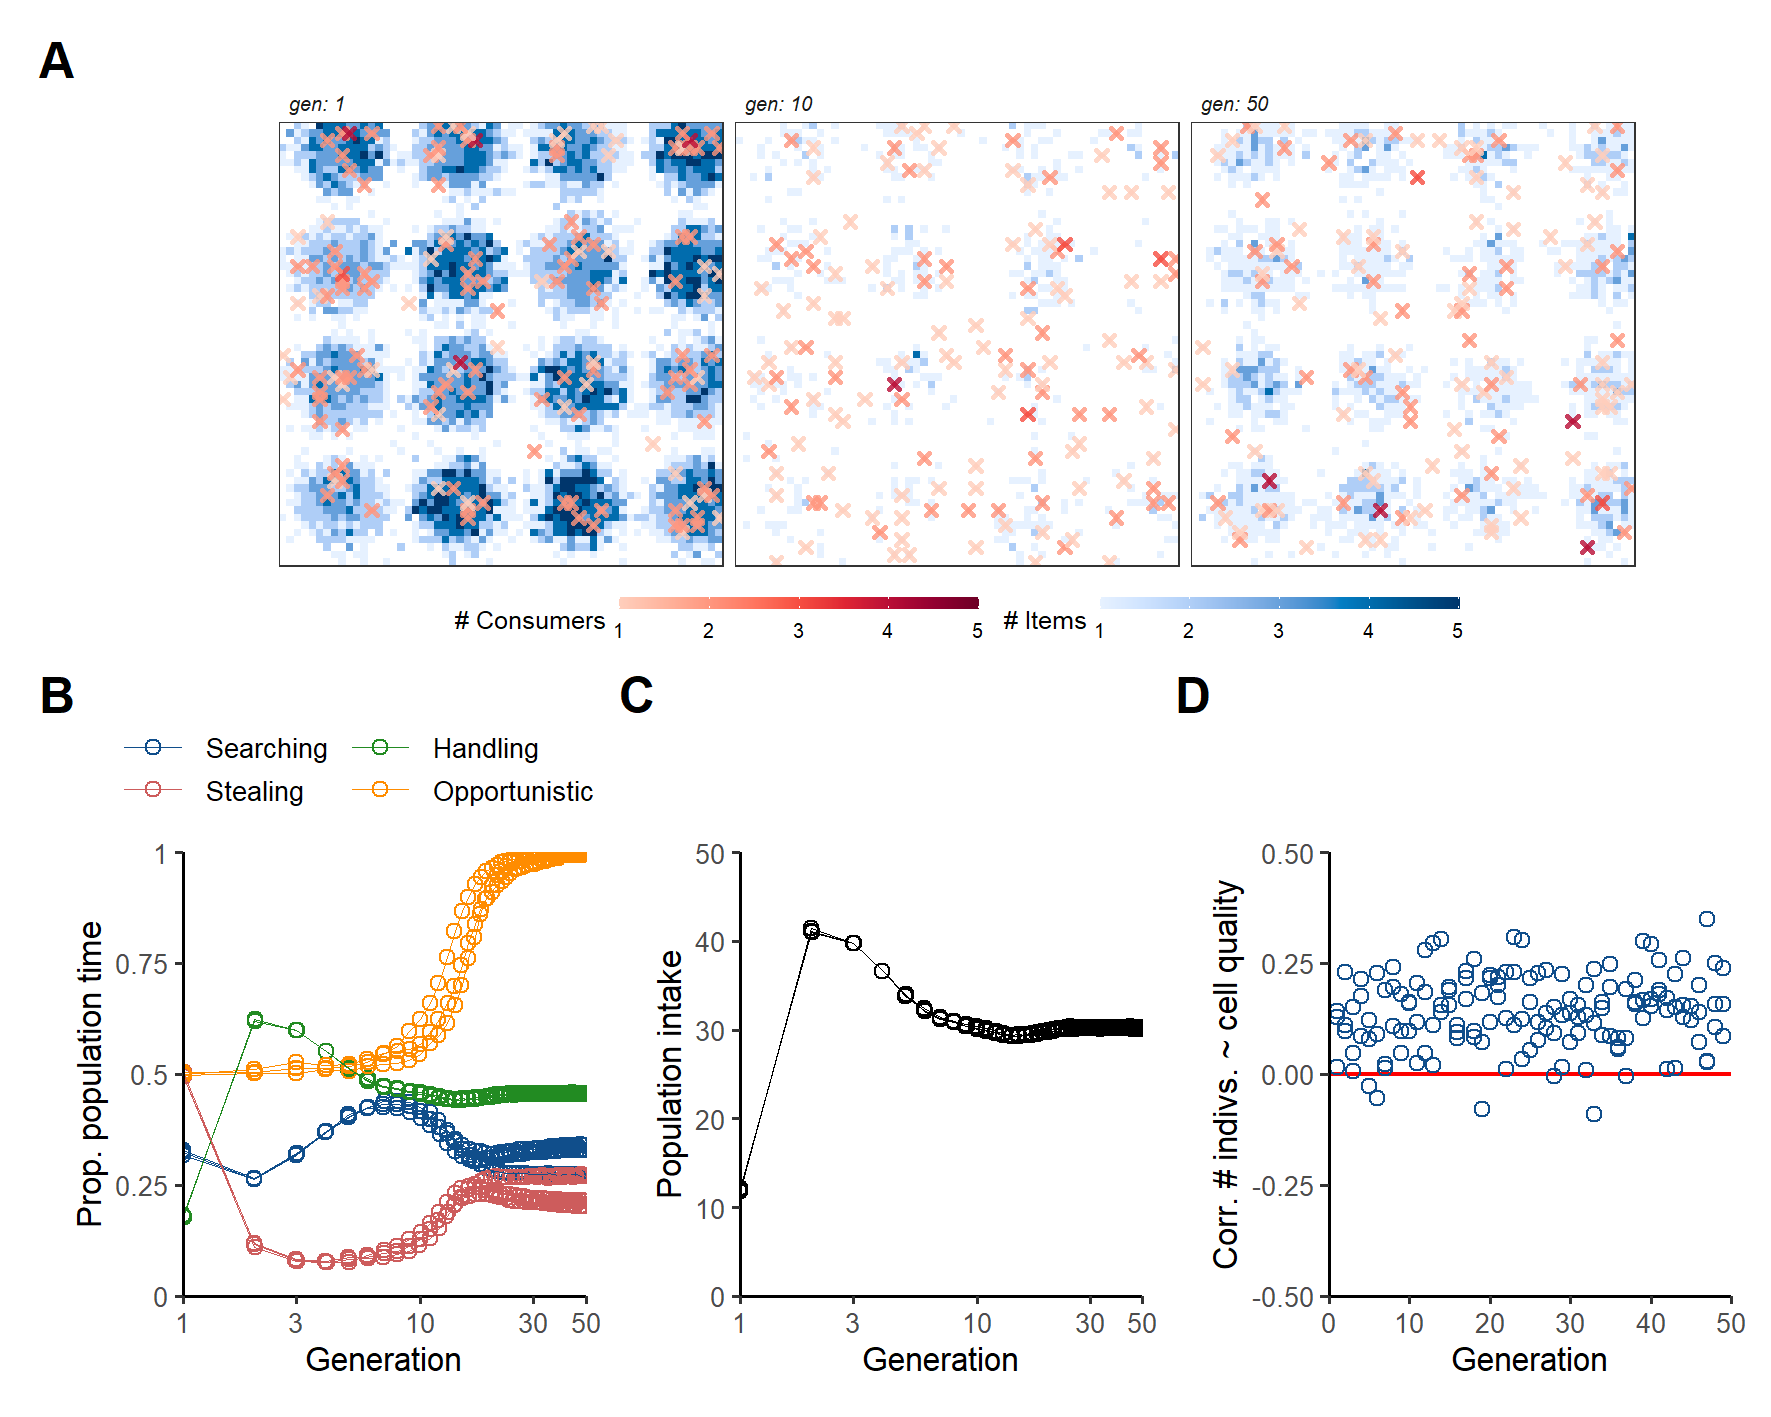 A
gen: 1
gen: 10
gen: 50
# Consumers 1 2 3 4 5
# Items 1 2 3 4 5
B
Searching
Handling
Stealing
Opportunistic
Prop. population time
1
0.75
0.5
0.25
0
1 3 10 30 50
Generation
C
Population intake
50
40
30
20
10
0
1 3 10 30 50
Generation
D
Corr. # indivs. ~ cell quality
0.50
0.25
0.00
-0.25
-0.50
0 10 20 30 40 50
Generation